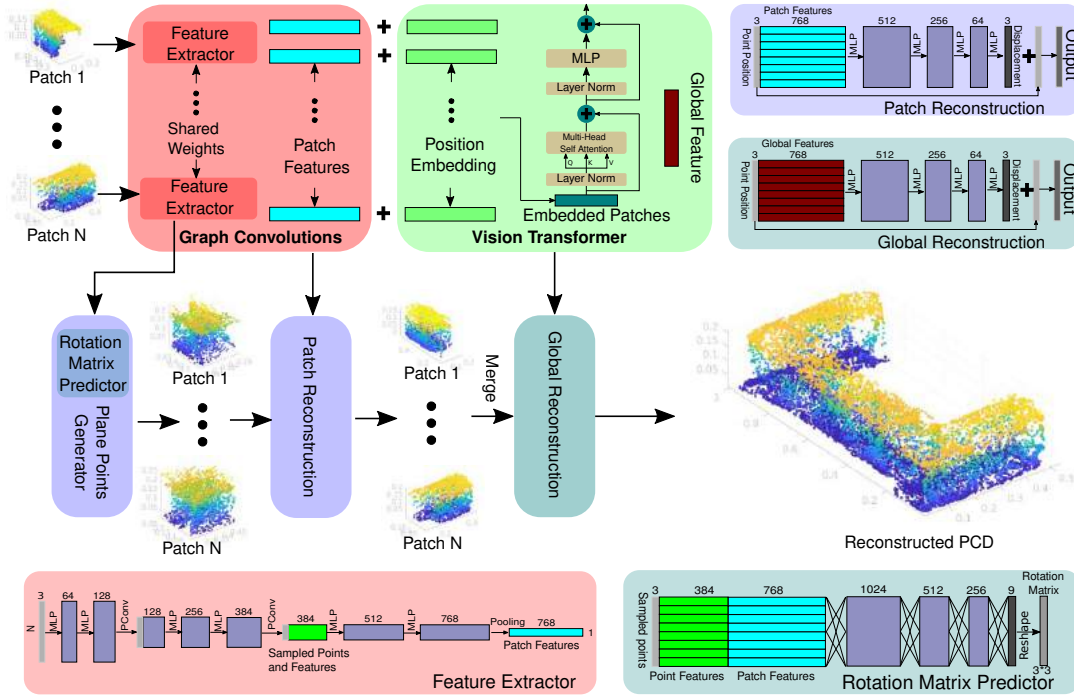 Patch 1
Patch N
Feature
Extractor
Shared
Weights
Feature
Extractor
Patch
Features
Graph Convolutions
Position
Embedding
MLP
Layer Norm
Multi-Head
Self Attention
Q K V
Layer Norm
Embedded Patches
Global Feature
Vision Transformer
Patch Features
3 768 512 256 64 3
Point Position
MLP
MLP
MLP
MLP
Displacement
Output
Patch Reconstruction
Global Features
3 768 512 256 64 3
Point Position
MLP
MLP
MLP
MLP
Displacement
Output
Global Reconstruction
Rotation
Matrix
Predictor
Plane Points
Generator
Patch 1
Patch N
Patch Reconstruction
Patch 1
Patch N
Merge
Global Reconstruction
Reconstructed PCD
3 64 128 128 256 384 384 512 768 768
N
MLP
MLP
PConv
MLP
MLP
PConv
MLP
MLP
Pooling
1
Sampled Points
and Features
Patch Features
Feature Extractor
3 384 768 1024 512 256 9
Rotation
Matrix
Sampled points
Point Features
Patch Features
Reshape
3*3
Rotation Matrix Predictor